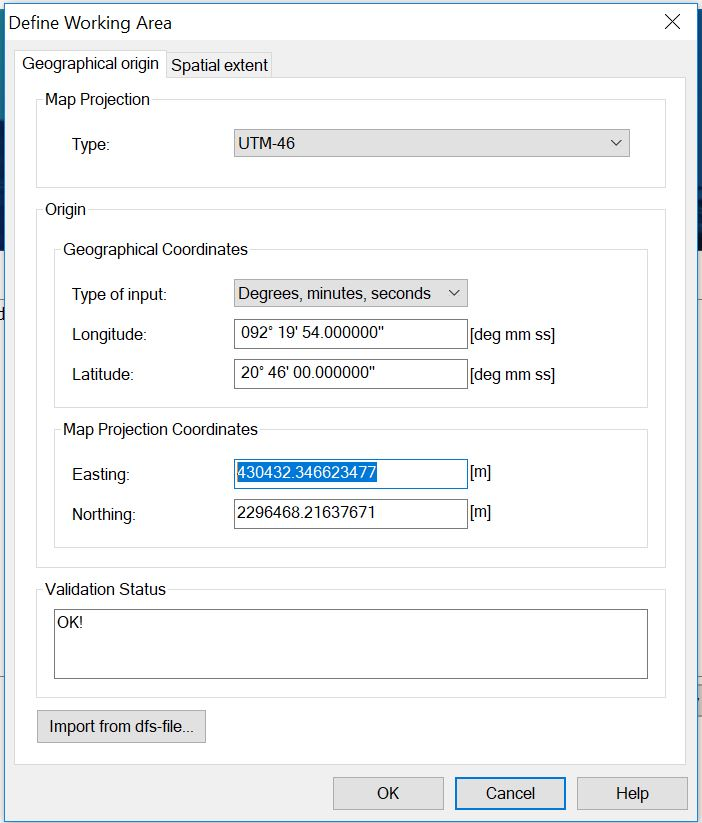 Define Working Area
Geographical origin
Spatial extent
Map Projection
Type:
UTM-46
Origin
Geographical Coordinates
Type of input:
Degrees, minutes, seconds
Longitude:
092° 19' 54.000000"
[deg mm ss]
Latitude:
20° 46' 00.000000"
[deg mm ss]
Map Projection Coordinates
Easting:
430432.346623477
[m]
Northing:
2296468.21637671
[m]
Validation Status
OK!
Import from dfs-file...
OK
Cancel
Help